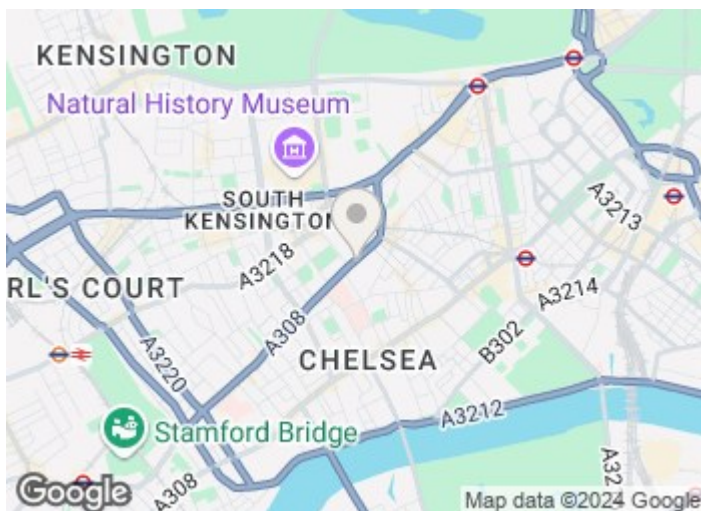 KENSINGTON
Natural History Museum
SOUTH
KENSINGTON
A3213
A3218
RL'S COURT
A3214
A308
B302
A3220
CHELSEA
A3212
Stamford Bridge
A308
A32
Google
Map data ©2024 Google